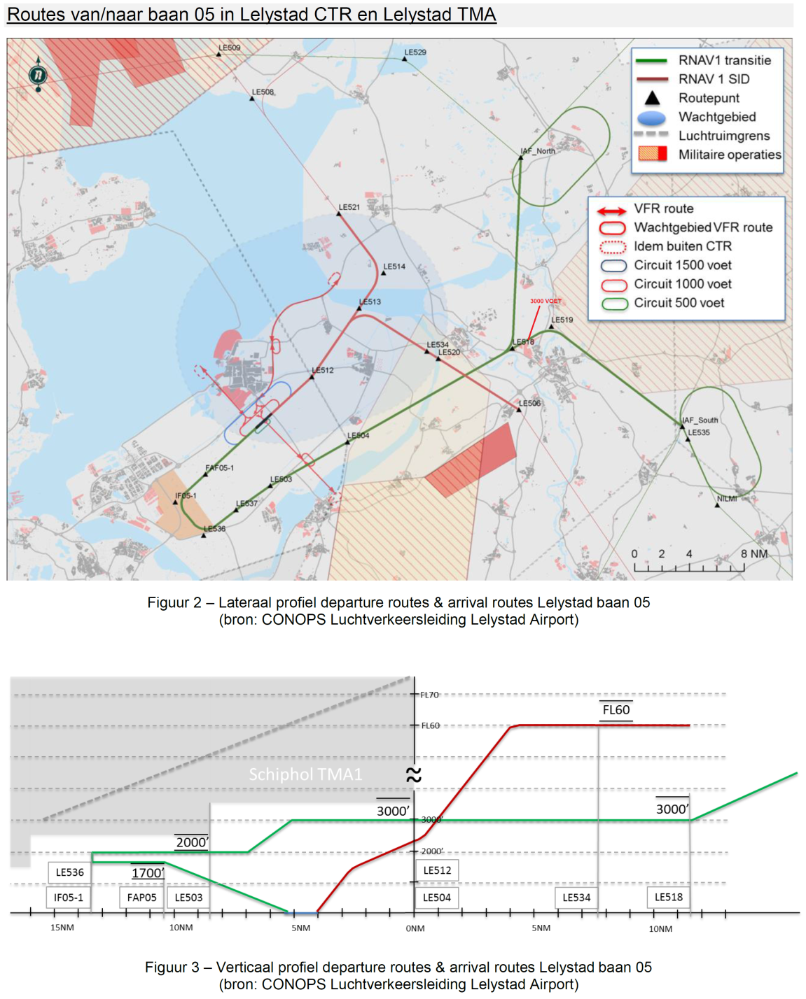 Routes van/naar baan 05 in Lelystad CTR en Lelystad TMA
LE509
LE529
LE508
n
IAF_North
RNAV1 transitie
RNAV 1 SID
Routepunt
Wachtgebied
Luchtruimgrens
Militaire operaties
VFR route
Wachtgebied VFR route
Idem buiten CTR
Circuit 1500 voet
Circuit 1000 voet
Circuit 500 voet
LE521
LE514
LE513
3000 VOET
LE519
LE518
LE534
LE520
LE512
LE506
IAF_South
LE535
LE504
FAF05-1
LE503
IF05-1
LE537
NILMI
LE536
0 2 4 8 NM
Figuur 2 – Lateraal profiel departure routes & arrival routes Lelystad baan 05
(bron: CONOPS Luchtverkeersleiding Lelystad Airport)
FL70
FL60
FL60
Schiphol TMA1
3000’
3000’
3000’
2000’
2000’
LE536
1700’
LE512
IF05-1
FAP05
LE503
LE504
LE534
LE518
15NM
10NM
5NM
0NM
5NM
10NM
Figuur 3 – Verticaal profiel departure routes & arrival routes Lelystad baan 05
(bron: CONOPS Luchtverkeersleiding Lelystad Airport)